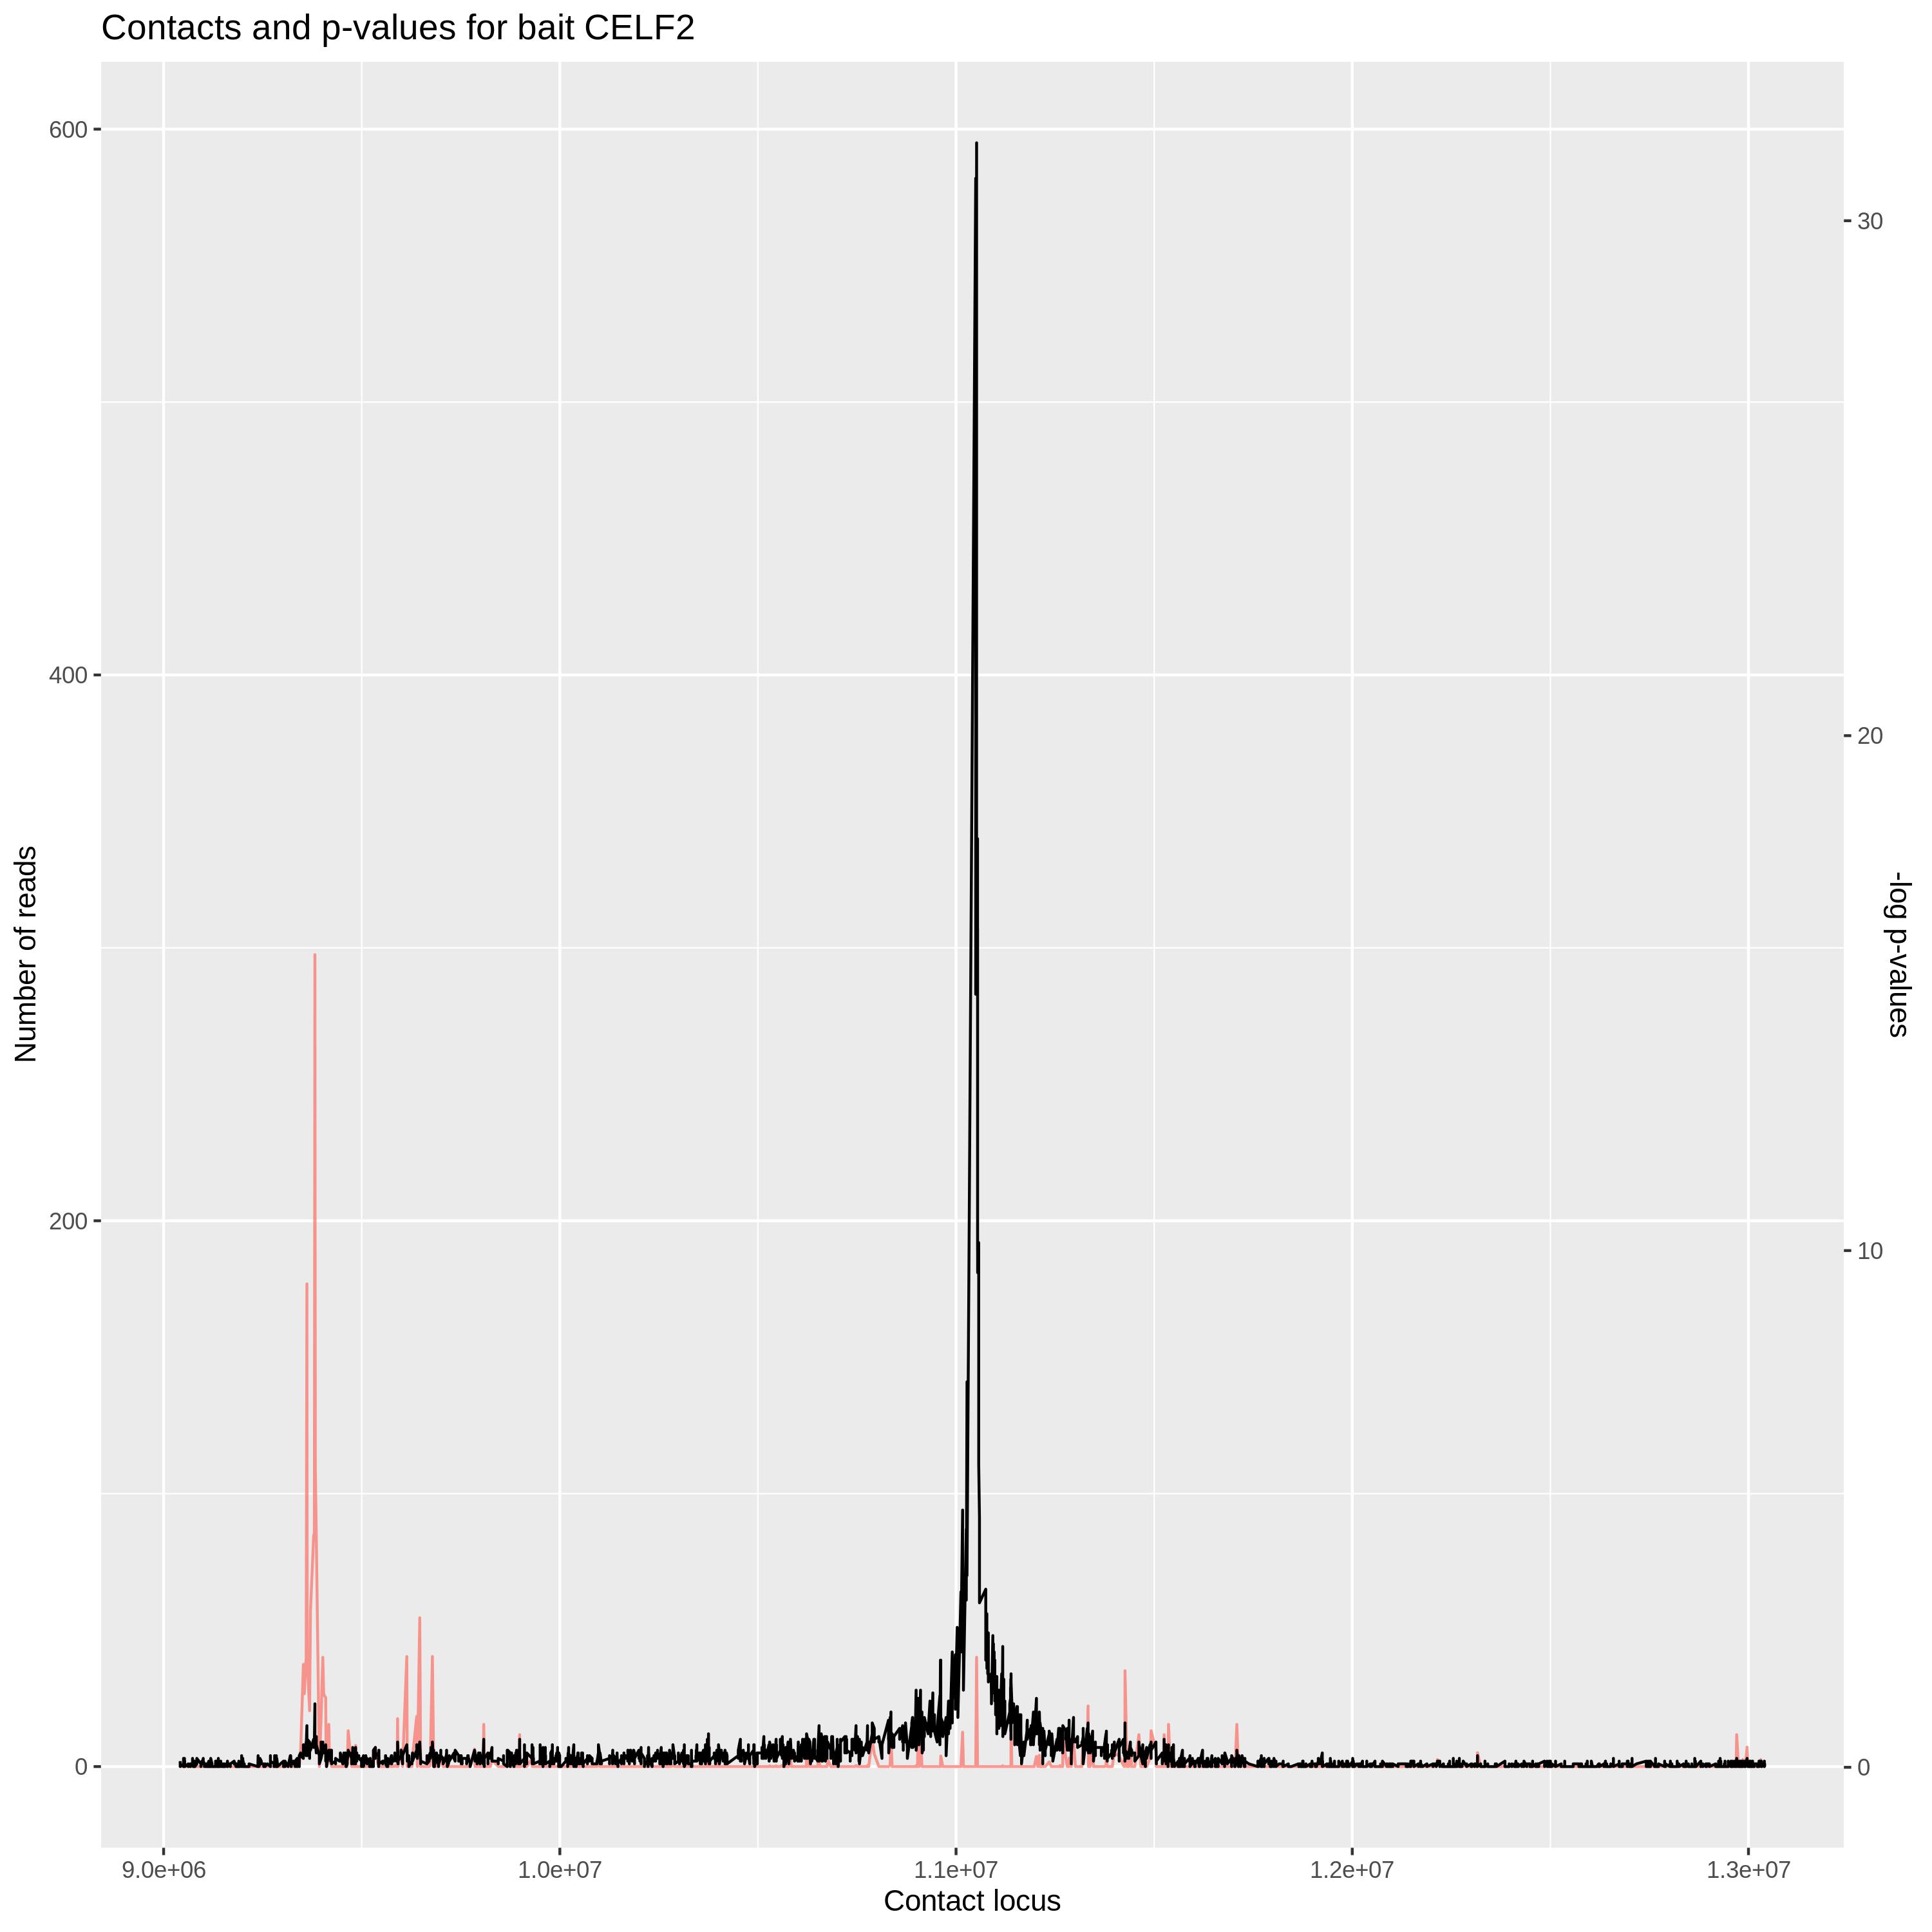 Contacts and p-values for bait CELF2
600
400
200
0
Number of reads
30
20
10
0
-log p-values
9.0e+06 1.0e+07 1.1e+07 1.2e+07 1.3e+07
Contact locus